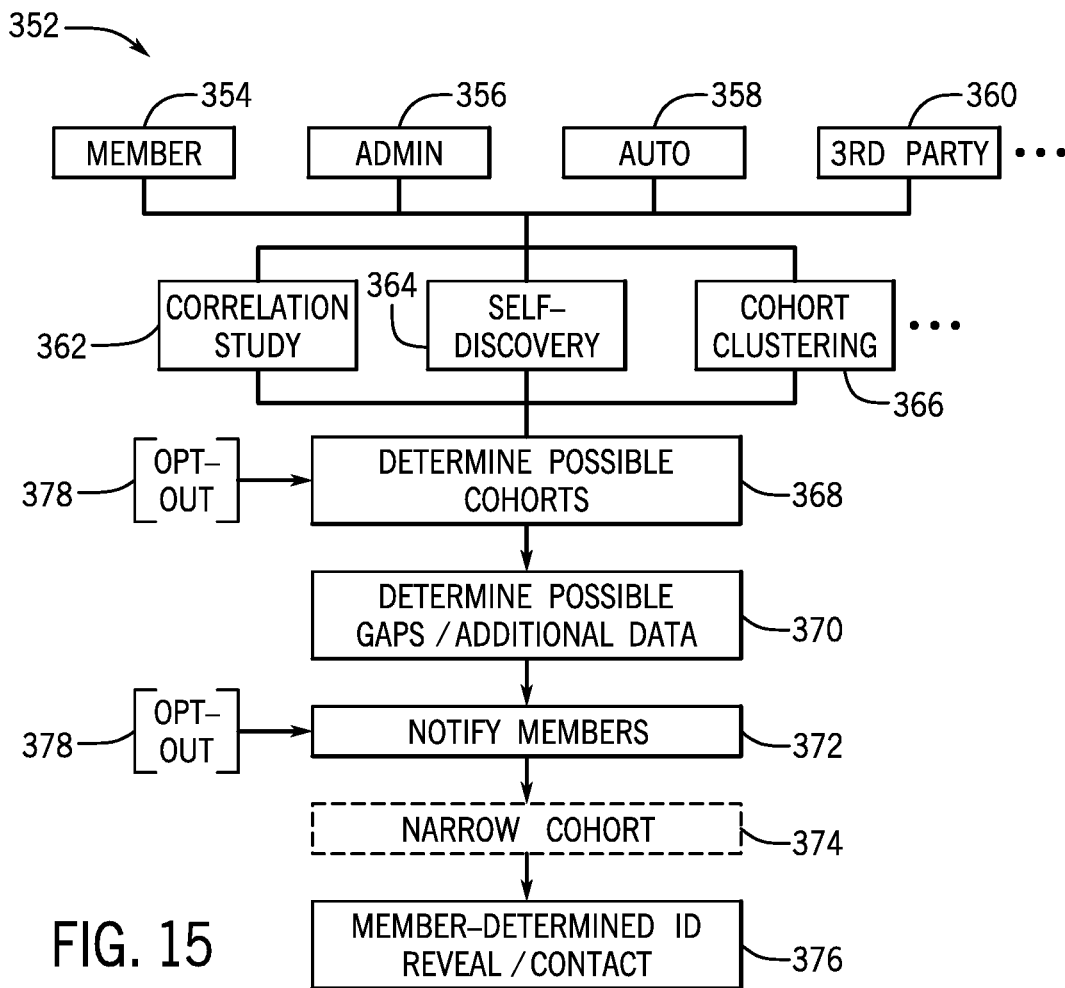 352
354 356 358 360
MEMBER ADMIN AUTO 3RD PARTY •••
362 CORRELATION STUDY
364 SELF–DISCOVERY
COHORT CLUSTERING •••
366
378 OPT–OUT
DETERMINE POSSIBLE
COHORTS
368
DETERMINE POSSIBLE
GAPS / ADDITIONAL DATA
370
378 OPT–OUT
NOTIFY MEMBERS
372
NARROW COHORT
374
MEMBER–DETERMINED ID
REVEAL / CONTACT
376
FIG. 15